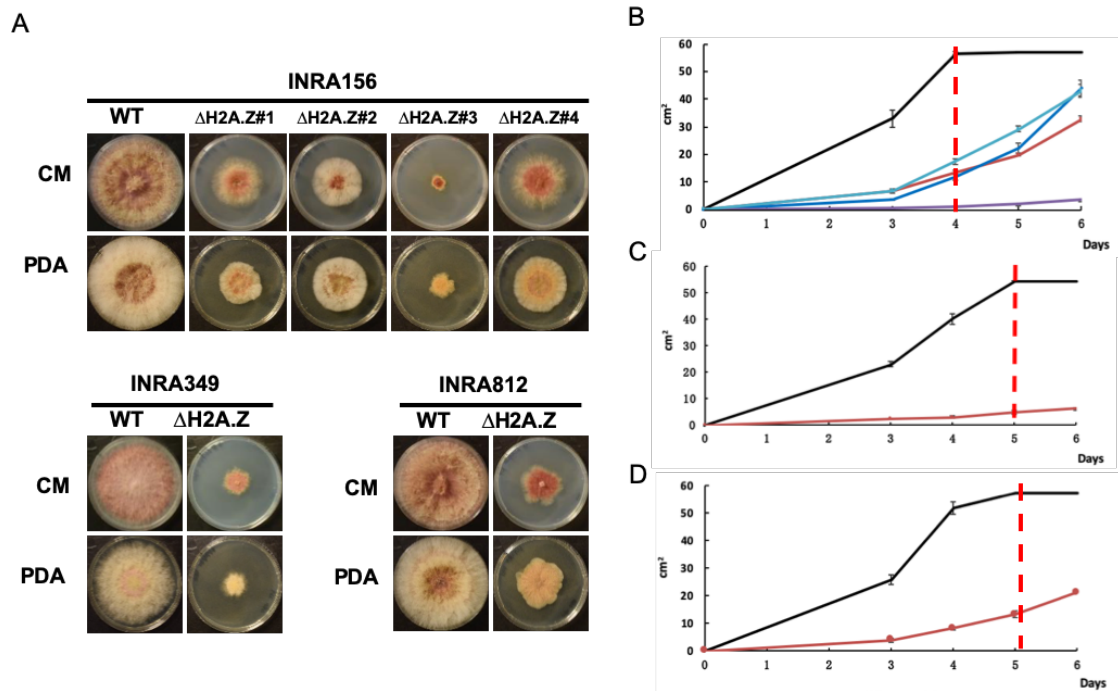 A
INRA156
WT ΔH2A.Z#1 ΔH2A.Z#2 ΔH2A.Z#3 ΔH2A.Z#4
CM
PDA
INRA349
WT ΔH2A.Z
CM
PDA
INRA812
WT ΔH2A.Z
CM
PDA
B
60
50
40
30
20
10
0
cm²
0 1 2 3 4 5 6
Days
C
60
50
40
30
20
10
0
cm²
0 1 2 3 4 5 6
Days
D
60
50
40
30
20
10
0
cm²
0 1 2 3 4 5 6
Days